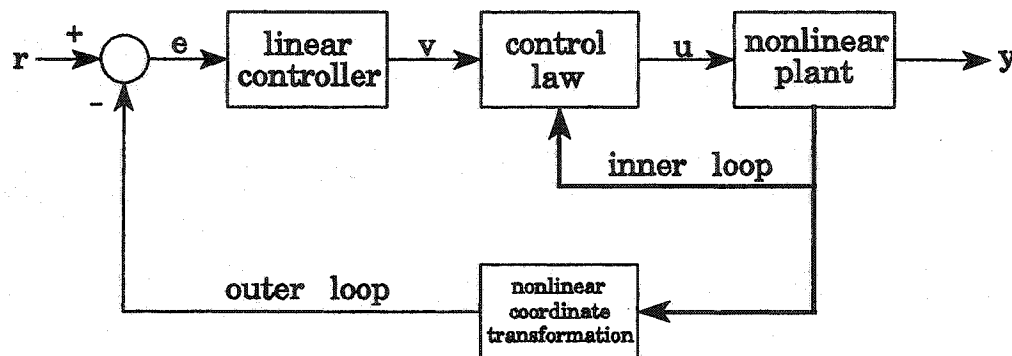 r
+
-
e
linear
controller
v
control
law
u
nonlinear
plant
y
inner loop
outer loop
nonlinear
coordinate
transformation